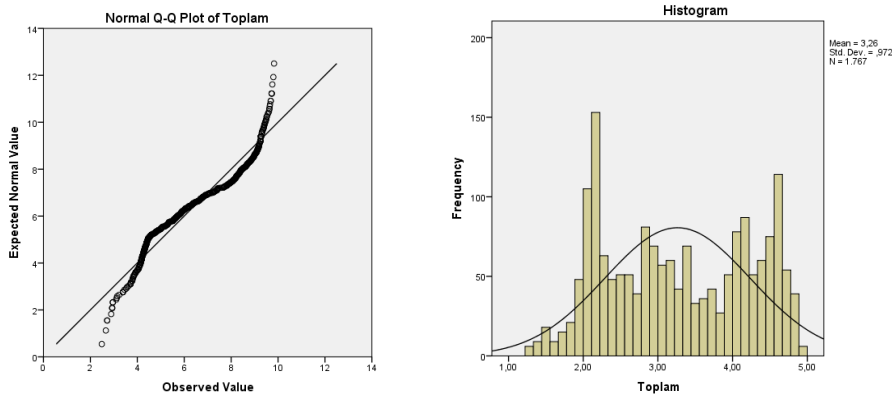 Normal Q-Q Plot of Toplam
14
12
10
8
6
4
2
0
0 2 4 6 8 10 12 14
Expected Normal Value
Observed Value
Histogram
200
150
100
50
0
1,00 2,00 3,00 4,00 5,00
Frequency
Toplam
Mean = 3,26
Std. Dev. = ,972
N = 1.767